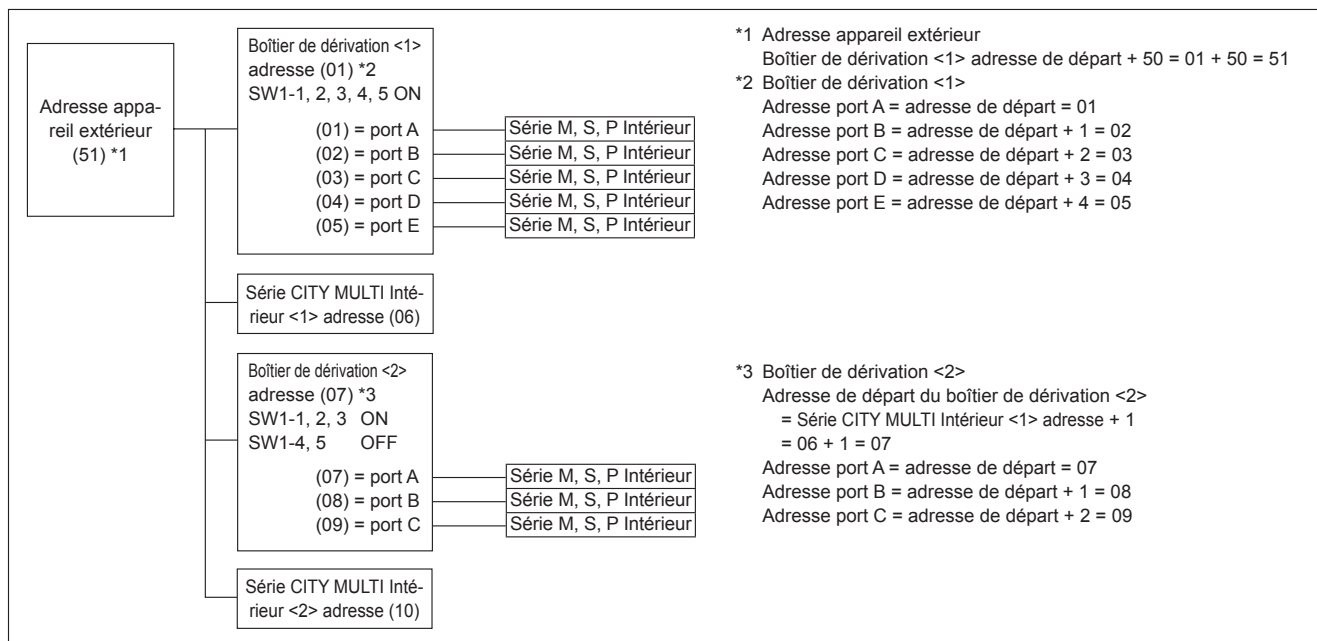 Adresse appa-
reil extérieur
(51) *1
Boîtier de dérivation <1>
adresse (01) *2
SW1-1, 2, 3, 4, 5 ON
(01) = port A
(02) = port B
(03) = port C
(04) = port D
(05) = port E
Série M, S, P Intérieur
Série M, S, P Intérieur
Série M, S, P Intérieur
Série M, S, P Intérieur
Série M, S, P Intérieur
Série CITY MULTI Inté-
rieur <1> adresse (06)
Boîtier de dérivation <2>
adresse (07) *3
SW1-1, 2, 3 ON
SW1-4, 5 OFF
(07) = port A
(08) = port B
(09) = port C
Série M, S, P Intérieur
Série M, S, P Intérieur
Série M, S, P Intérieur
Série CITY MULTI Inté-
rieur <2> adresse (10)
*1 Adresse appareil extérieur
Boîtier de dérivation <1> adresse de départ + 50 = 01 + 50 = 51
*2 Boîtier de dérivation <1>
Adresse port A = adresse de départ = 01
Adresse port B = adresse de départ + 1 = 02
Adresse port C = adresse de départ + 2 = 03
Adresse port D = adresse de départ + 3 = 04
Adresse port E = adresse de départ + 4 = 05
*3 Boîtier de dérivation <2>
Adresse de départ du boîtier de dérivation <2>
= Série CITY MULTI Intérieur <1> adresse + 1
= 06 + 1 = 07
Adresse port A = adresse de départ = 07
Adresse port B = adresse de départ + 1 = 08
Adresse port C = adresse de départ + 2 = 09